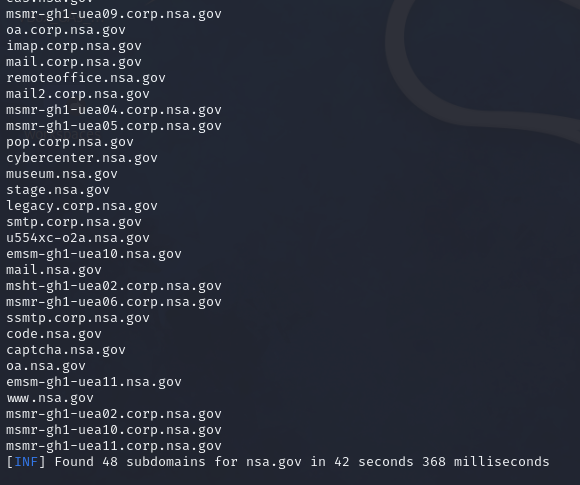 msmr-gh1-uea09.corp.nsa.gov
oa.corp.nsa.gov
imap.corp.nsa.gov
mail.corp.nsa.gov
remoteoffice.nsa.gov
mail2.corp.nsa.gov
msmr-gh1-uea04.corp.nsa.gov
msmr-gh1-uea05.corp.nsa.gov
pop.corp.nsa.gov
cybercenter.nsa.gov
museum.nsa.gov
stage.nsa.gov
legacy.corp.nsa.gov
smtp.corp.nsa.gov
u554xc-o2a.nsa.gov
emsm-gh1-uea10.nsa.gov
mail.nsa.gov
msht-gh1-uea02.corp.nsa.gov
msmr-gh1-uea06.corp.nsa.gov
ssmtp.corp.nsa.gov
code.nsa.gov
captcha.nsa.gov
oa.nsa.gov
emsm-gh1-uea11.nsa.gov
www.nsa.gov
msmr-gh1-uea02.corp.nsa.gov
msmr-gh1-uea10.corp.nsa.gov
msmr-gh1-uea11.corp.nsa.gov
[INF] Found 48 subdomains for nsa.gov in 42 seconds 368 milliseconds